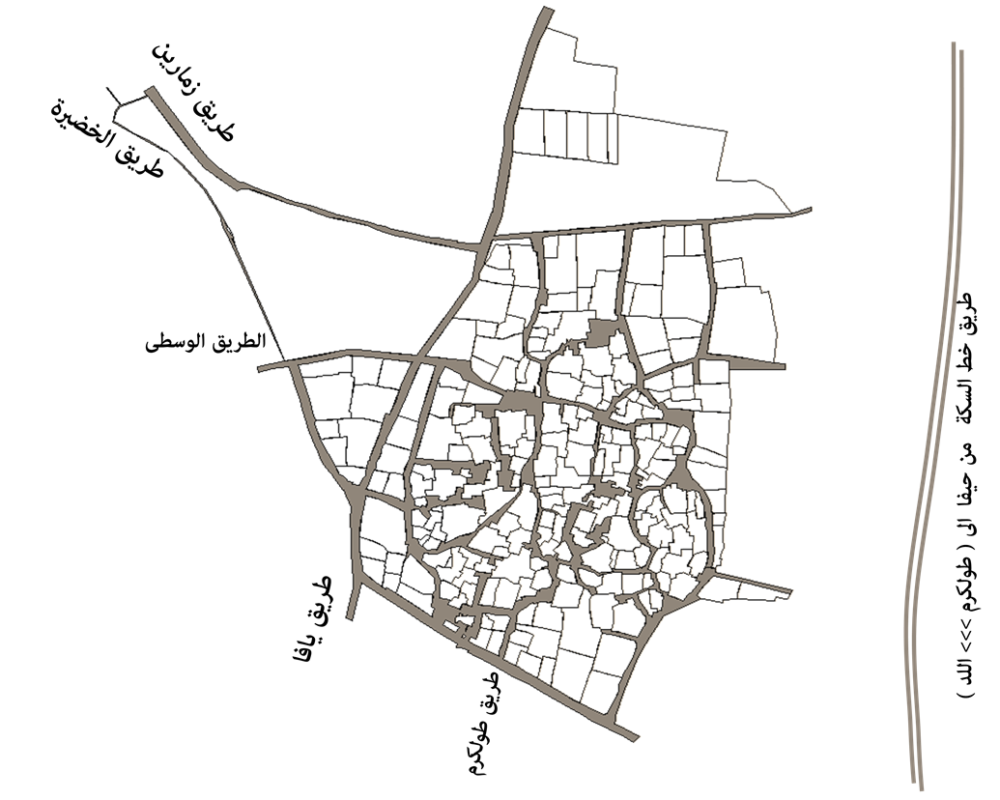 طريق زمارين
طريق الخضيرة
الطريق الوسطى
طريق خط السكة من حيفا الى ( طولكرم >>> اللد )
طريق يافا
طريق طولكرم